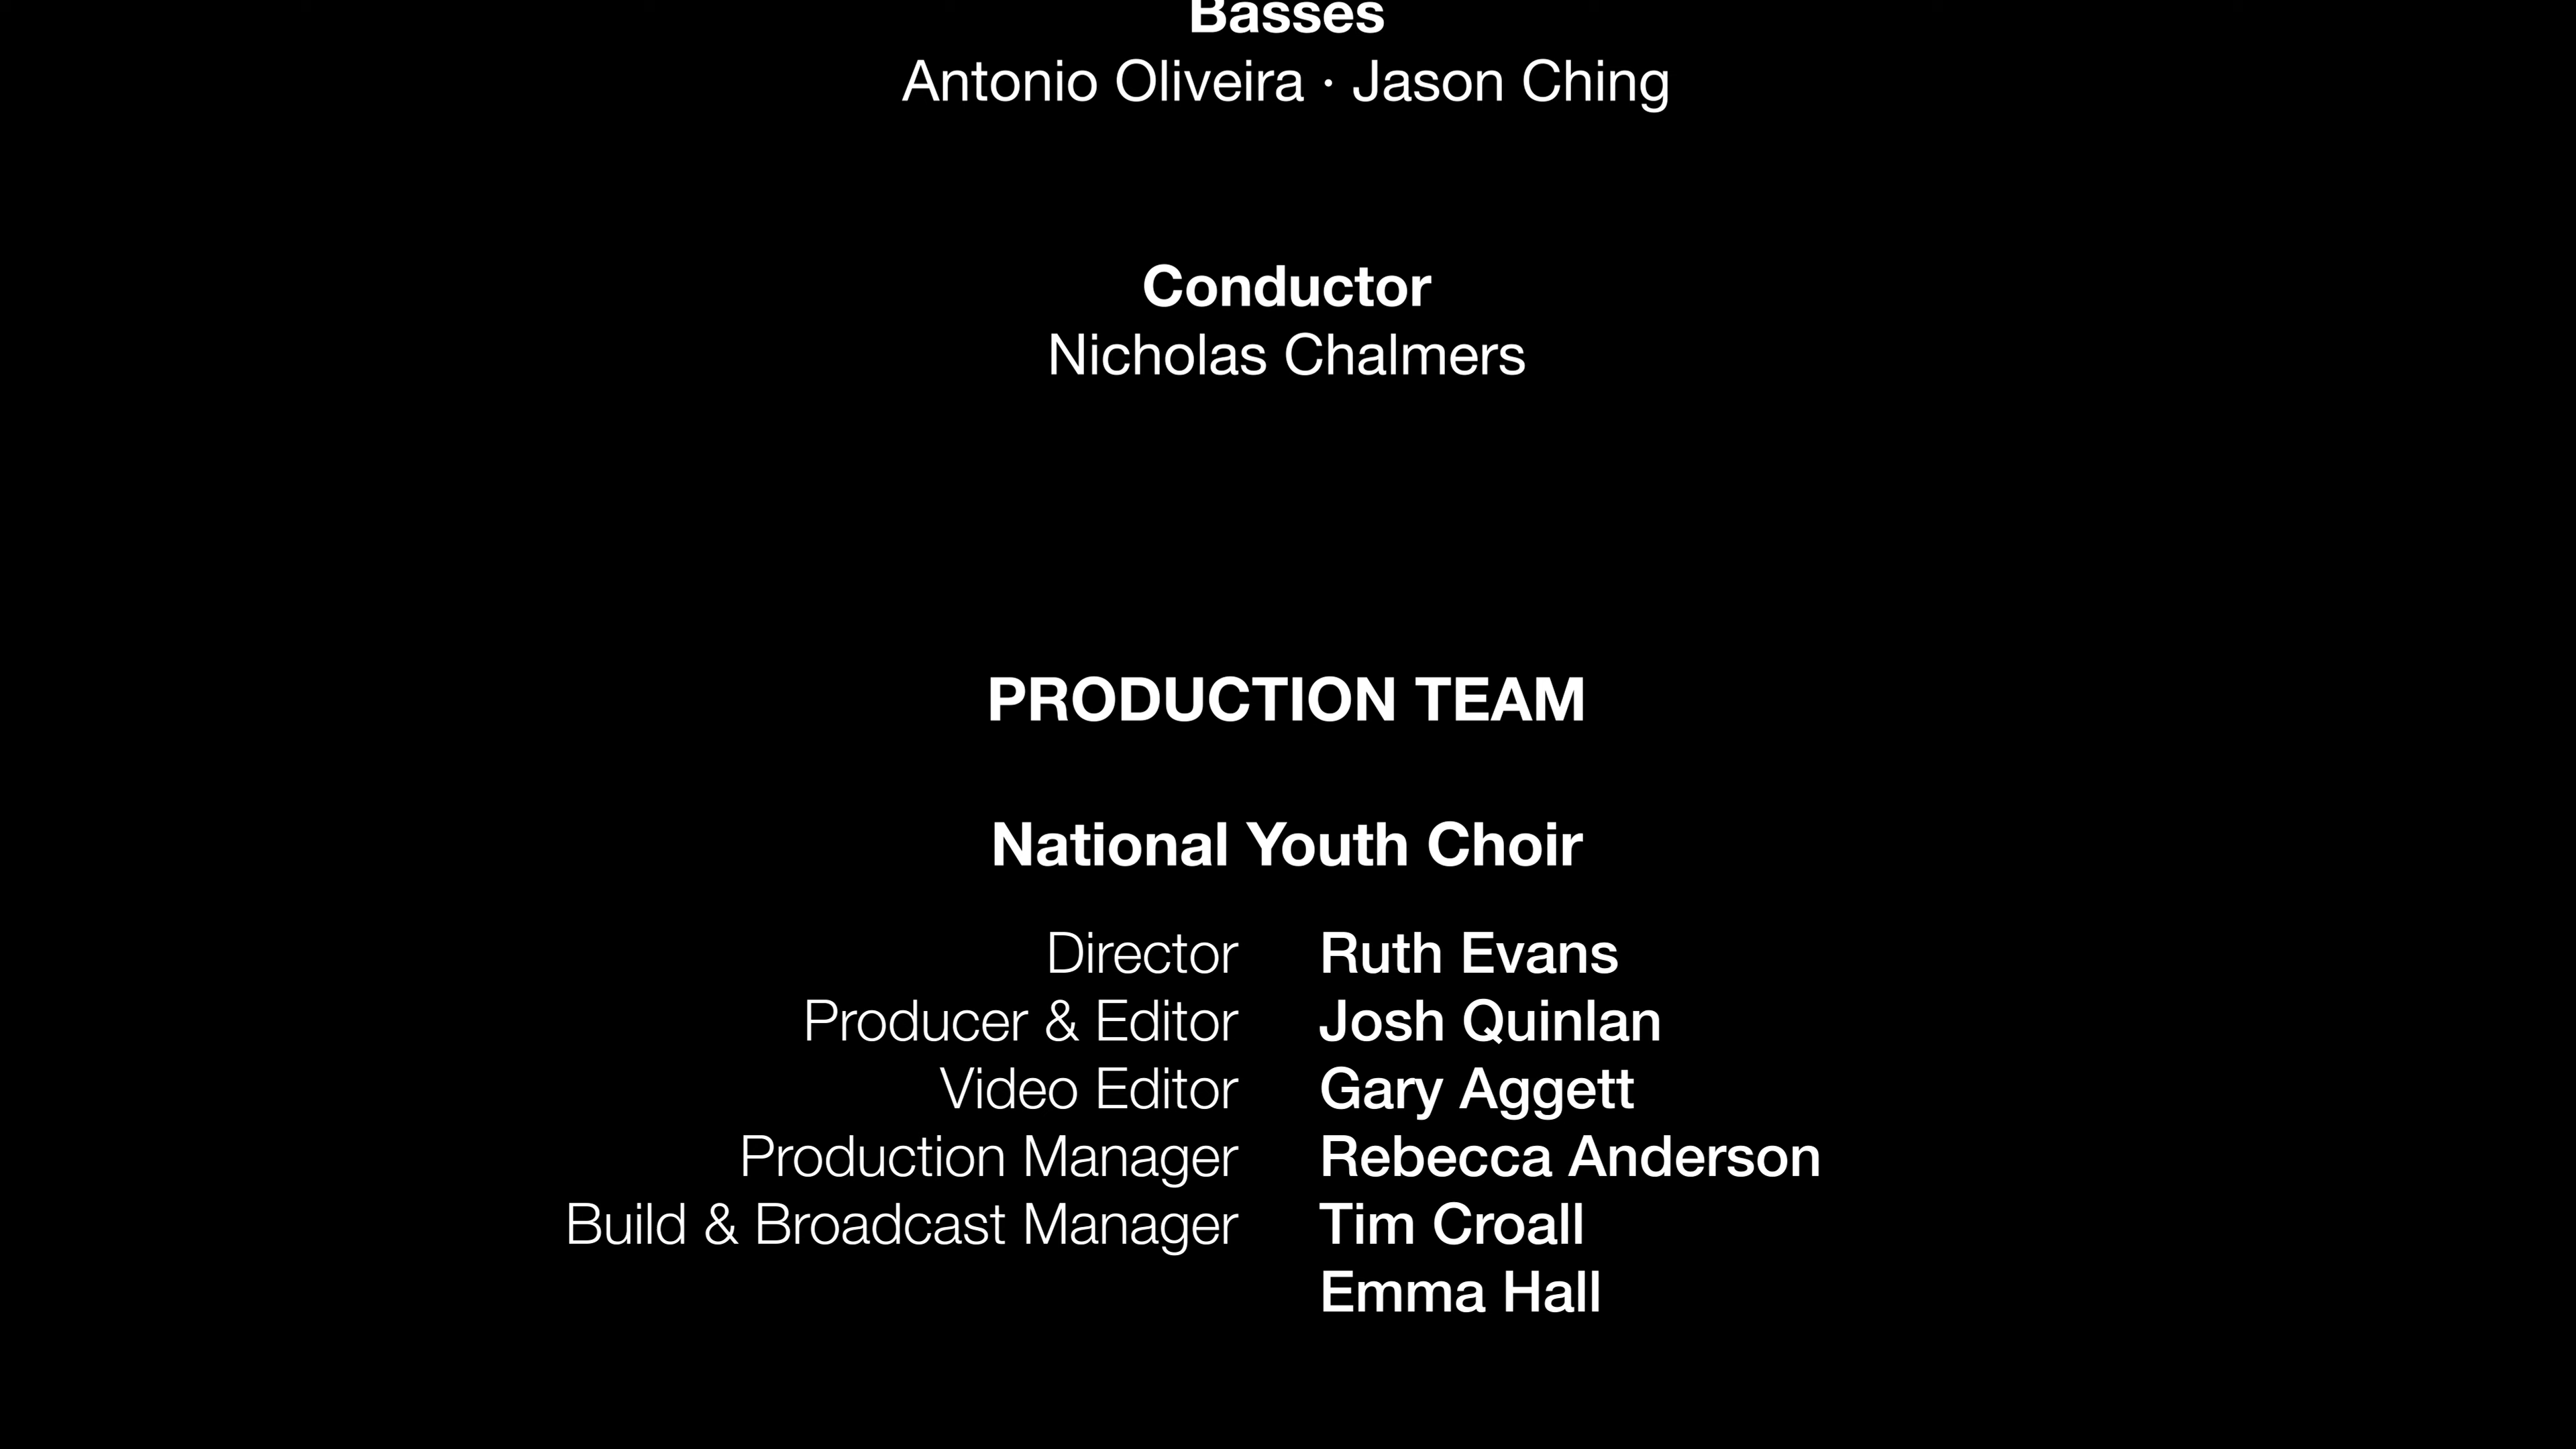 Basses
Antonio Oliveira · Jason Ching
Conductor
Nicholas Chalmers
PRODUCTION TEAM
National Youth Choir
Director Ruth Evans
Producer & Editor Josh Quinlan
Video Editor Gary Aggett
Production Manager Rebecca Anderson
Build & Broadcast Manager Tim Croall
Emma Hall